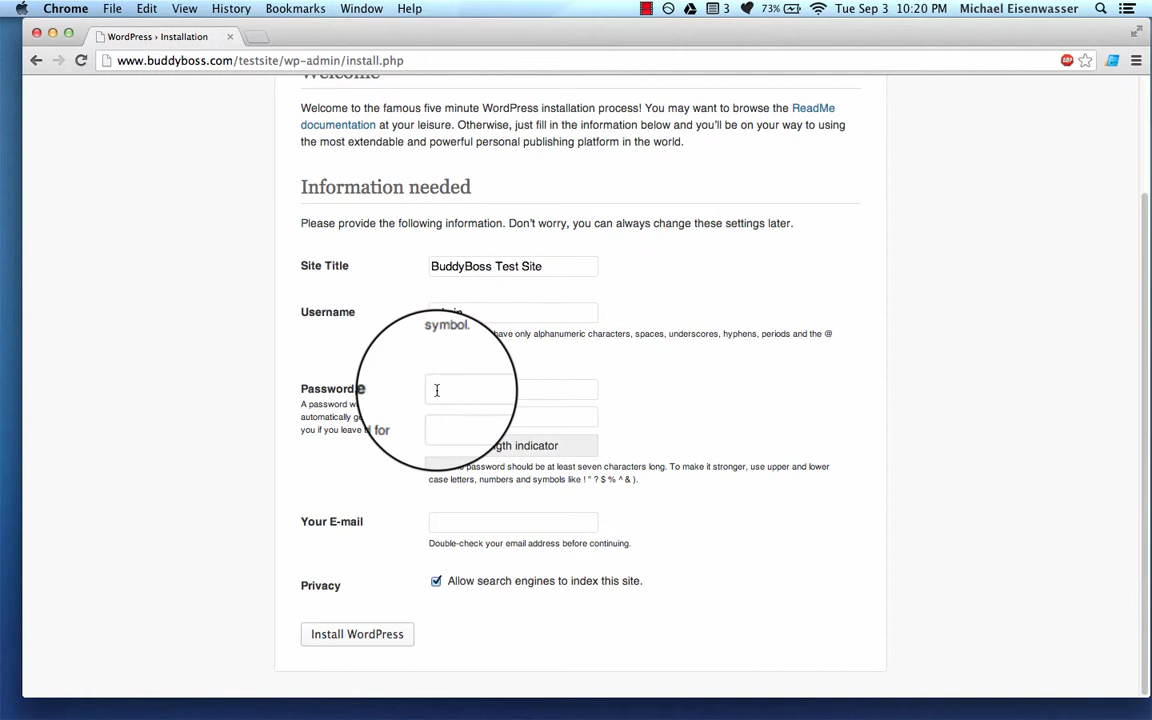 Chrome File Edit View History Bookmarks Window Help 3 73% Tue Sep 3 10:20 PM Michael Eisenwasser
WordPress › Installation
www.buddyboss.com/testsite/wp-admin/install.php
Welcome
Welcome to the famous five minute WordPress installation process! You may want to browse the ReadMe
documentation at your leisure. Otherwise, just fill in the information below and you'll be on your way to using
the most extendable and powerful personal publishing platform in the world.
Information needed
Please provide the following information. Don't worry, you can always change these settings later.
Site Title BuddyBoss Test Site
Username
symbol.
have only alphanumeric characters, spaces, underscores, hyphens, periods and the @
Password
A password
automatically
you if you leave for
indicator
password should be at least seven characters long. To make it stronger, use upper and lower
case letters, numbers and symbols like ! " ? $ % ^ & ).
Your E-mail
Double-check your email address before continuing.
Privacy Allow search engines to index this site.
Install WordPress